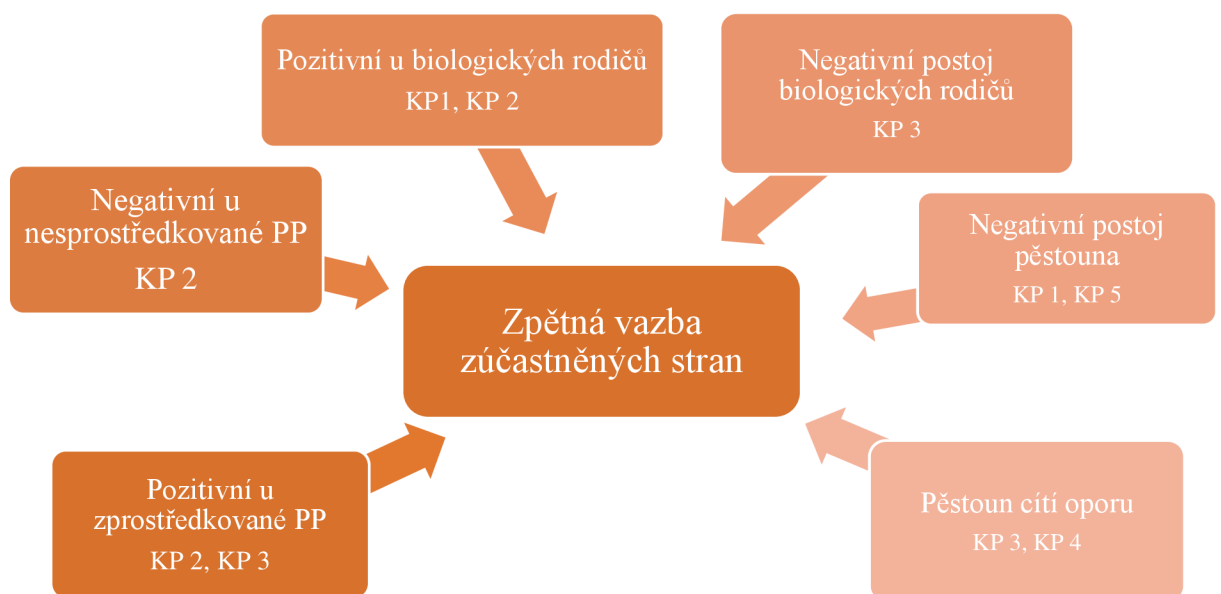 Pozitivní u biologických rodičů
KP1, KP 2
Negativní postoj
biologických rodičů
KP 3
Negativní u
nesprostředkované PP
KP 2
Negativní postoj
pěstouna
KP 1, KP 5
Zpětná vazba
zúčastněných stran
Pozitivní u
zprostředkované PP
KP 2, KP 3
Pěstoun cítí oporu
KP 3, KP 4